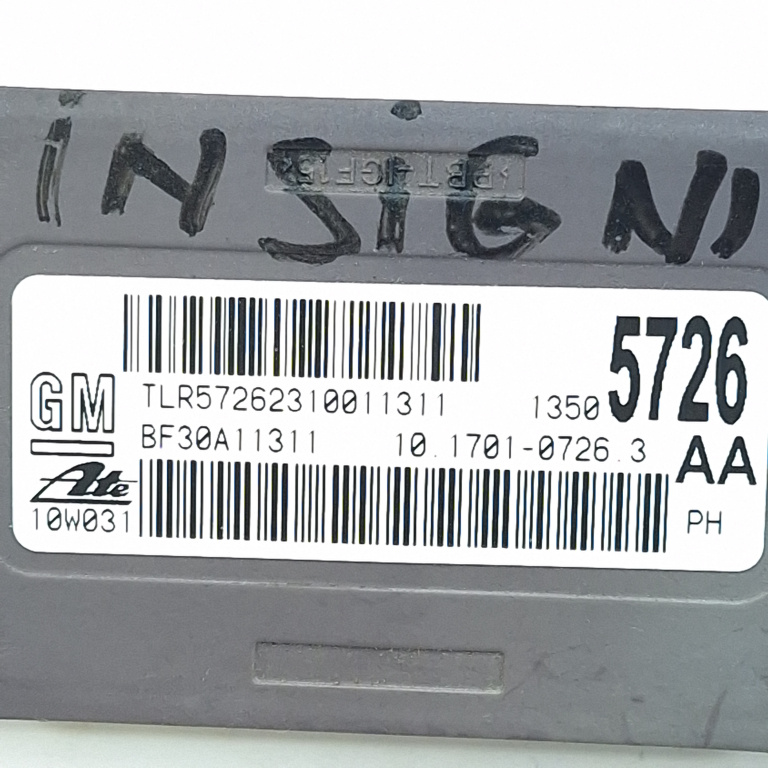 iNSiGNI
GM TLR57262310011311 1350 5726
BF30A11311 10.1701-0726.3 AA
Ate
10W031 PH